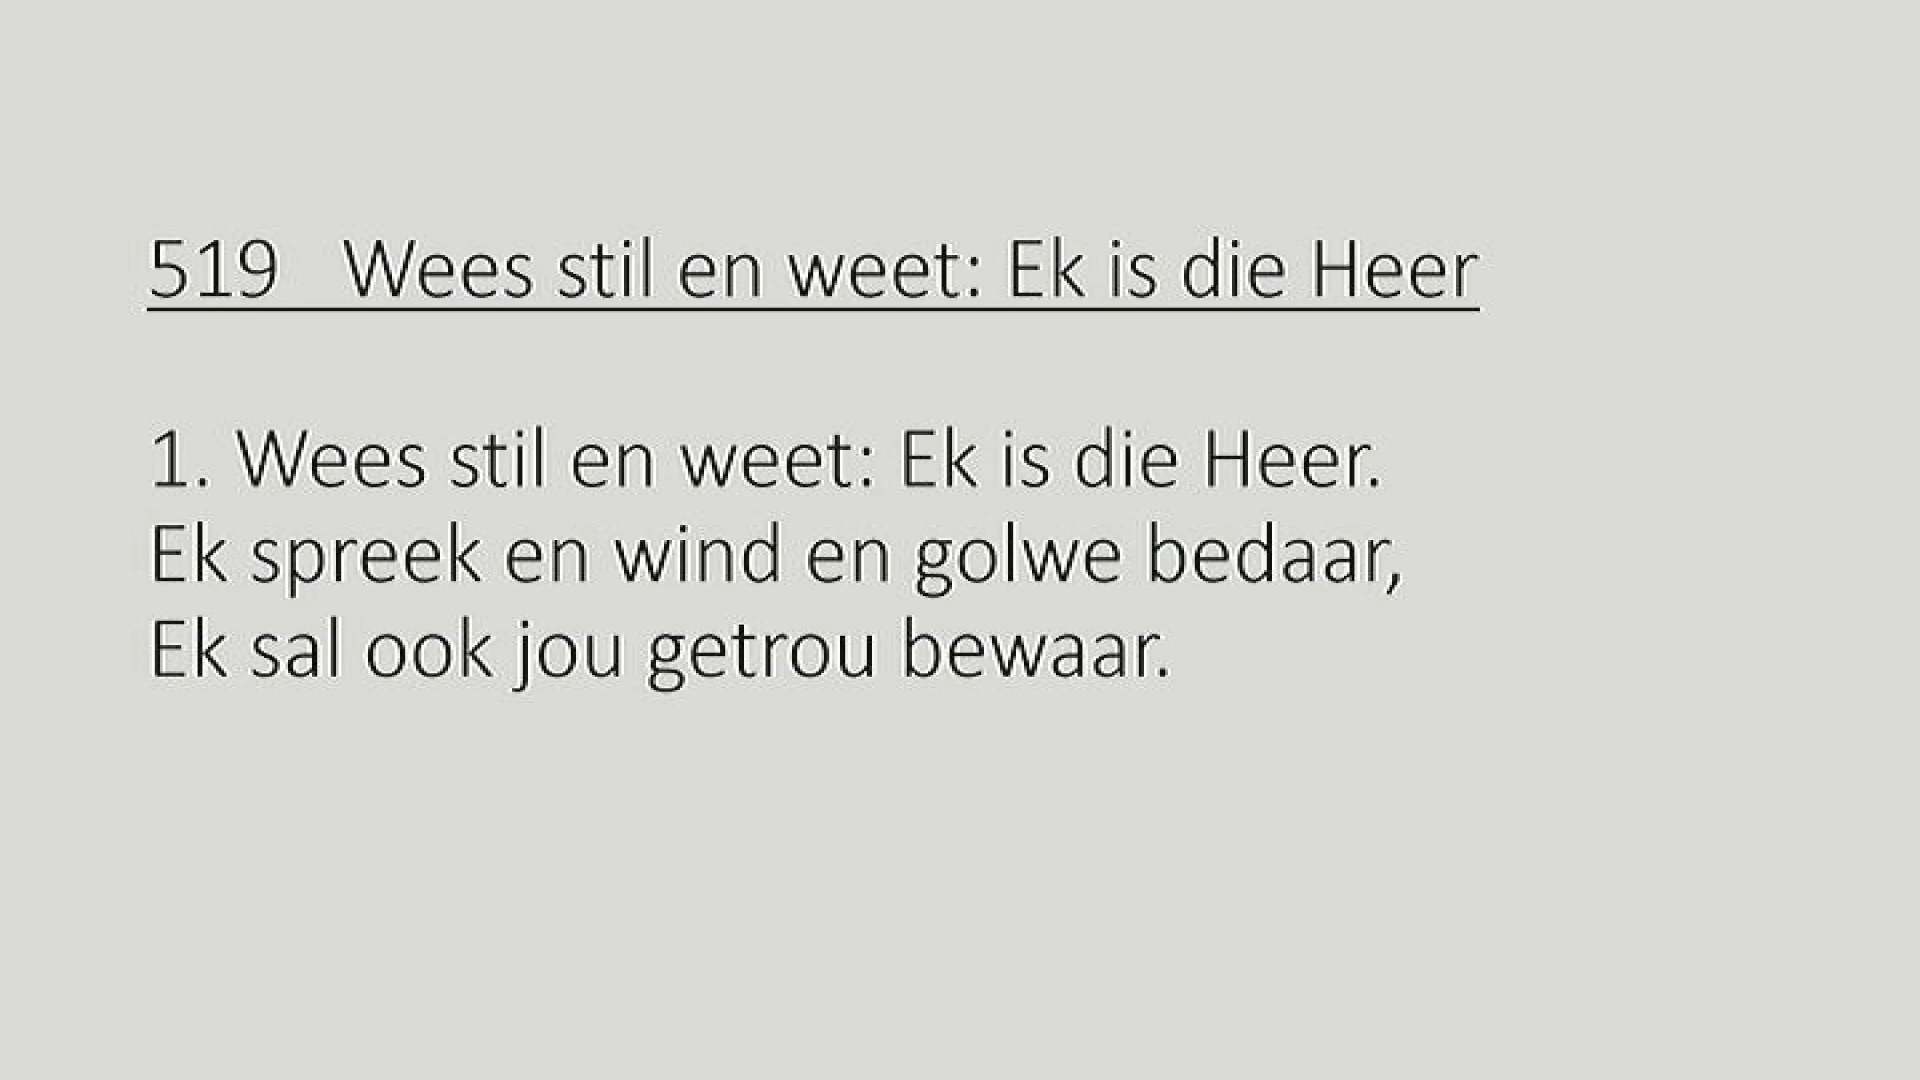 519 Wees stil en weet: Ek is die Heer
1. Wees stil en weet: Ek is die Heer.
Ek spreek en wind en golwe bedaar,
Ek sal ook jou getrou bewaar.